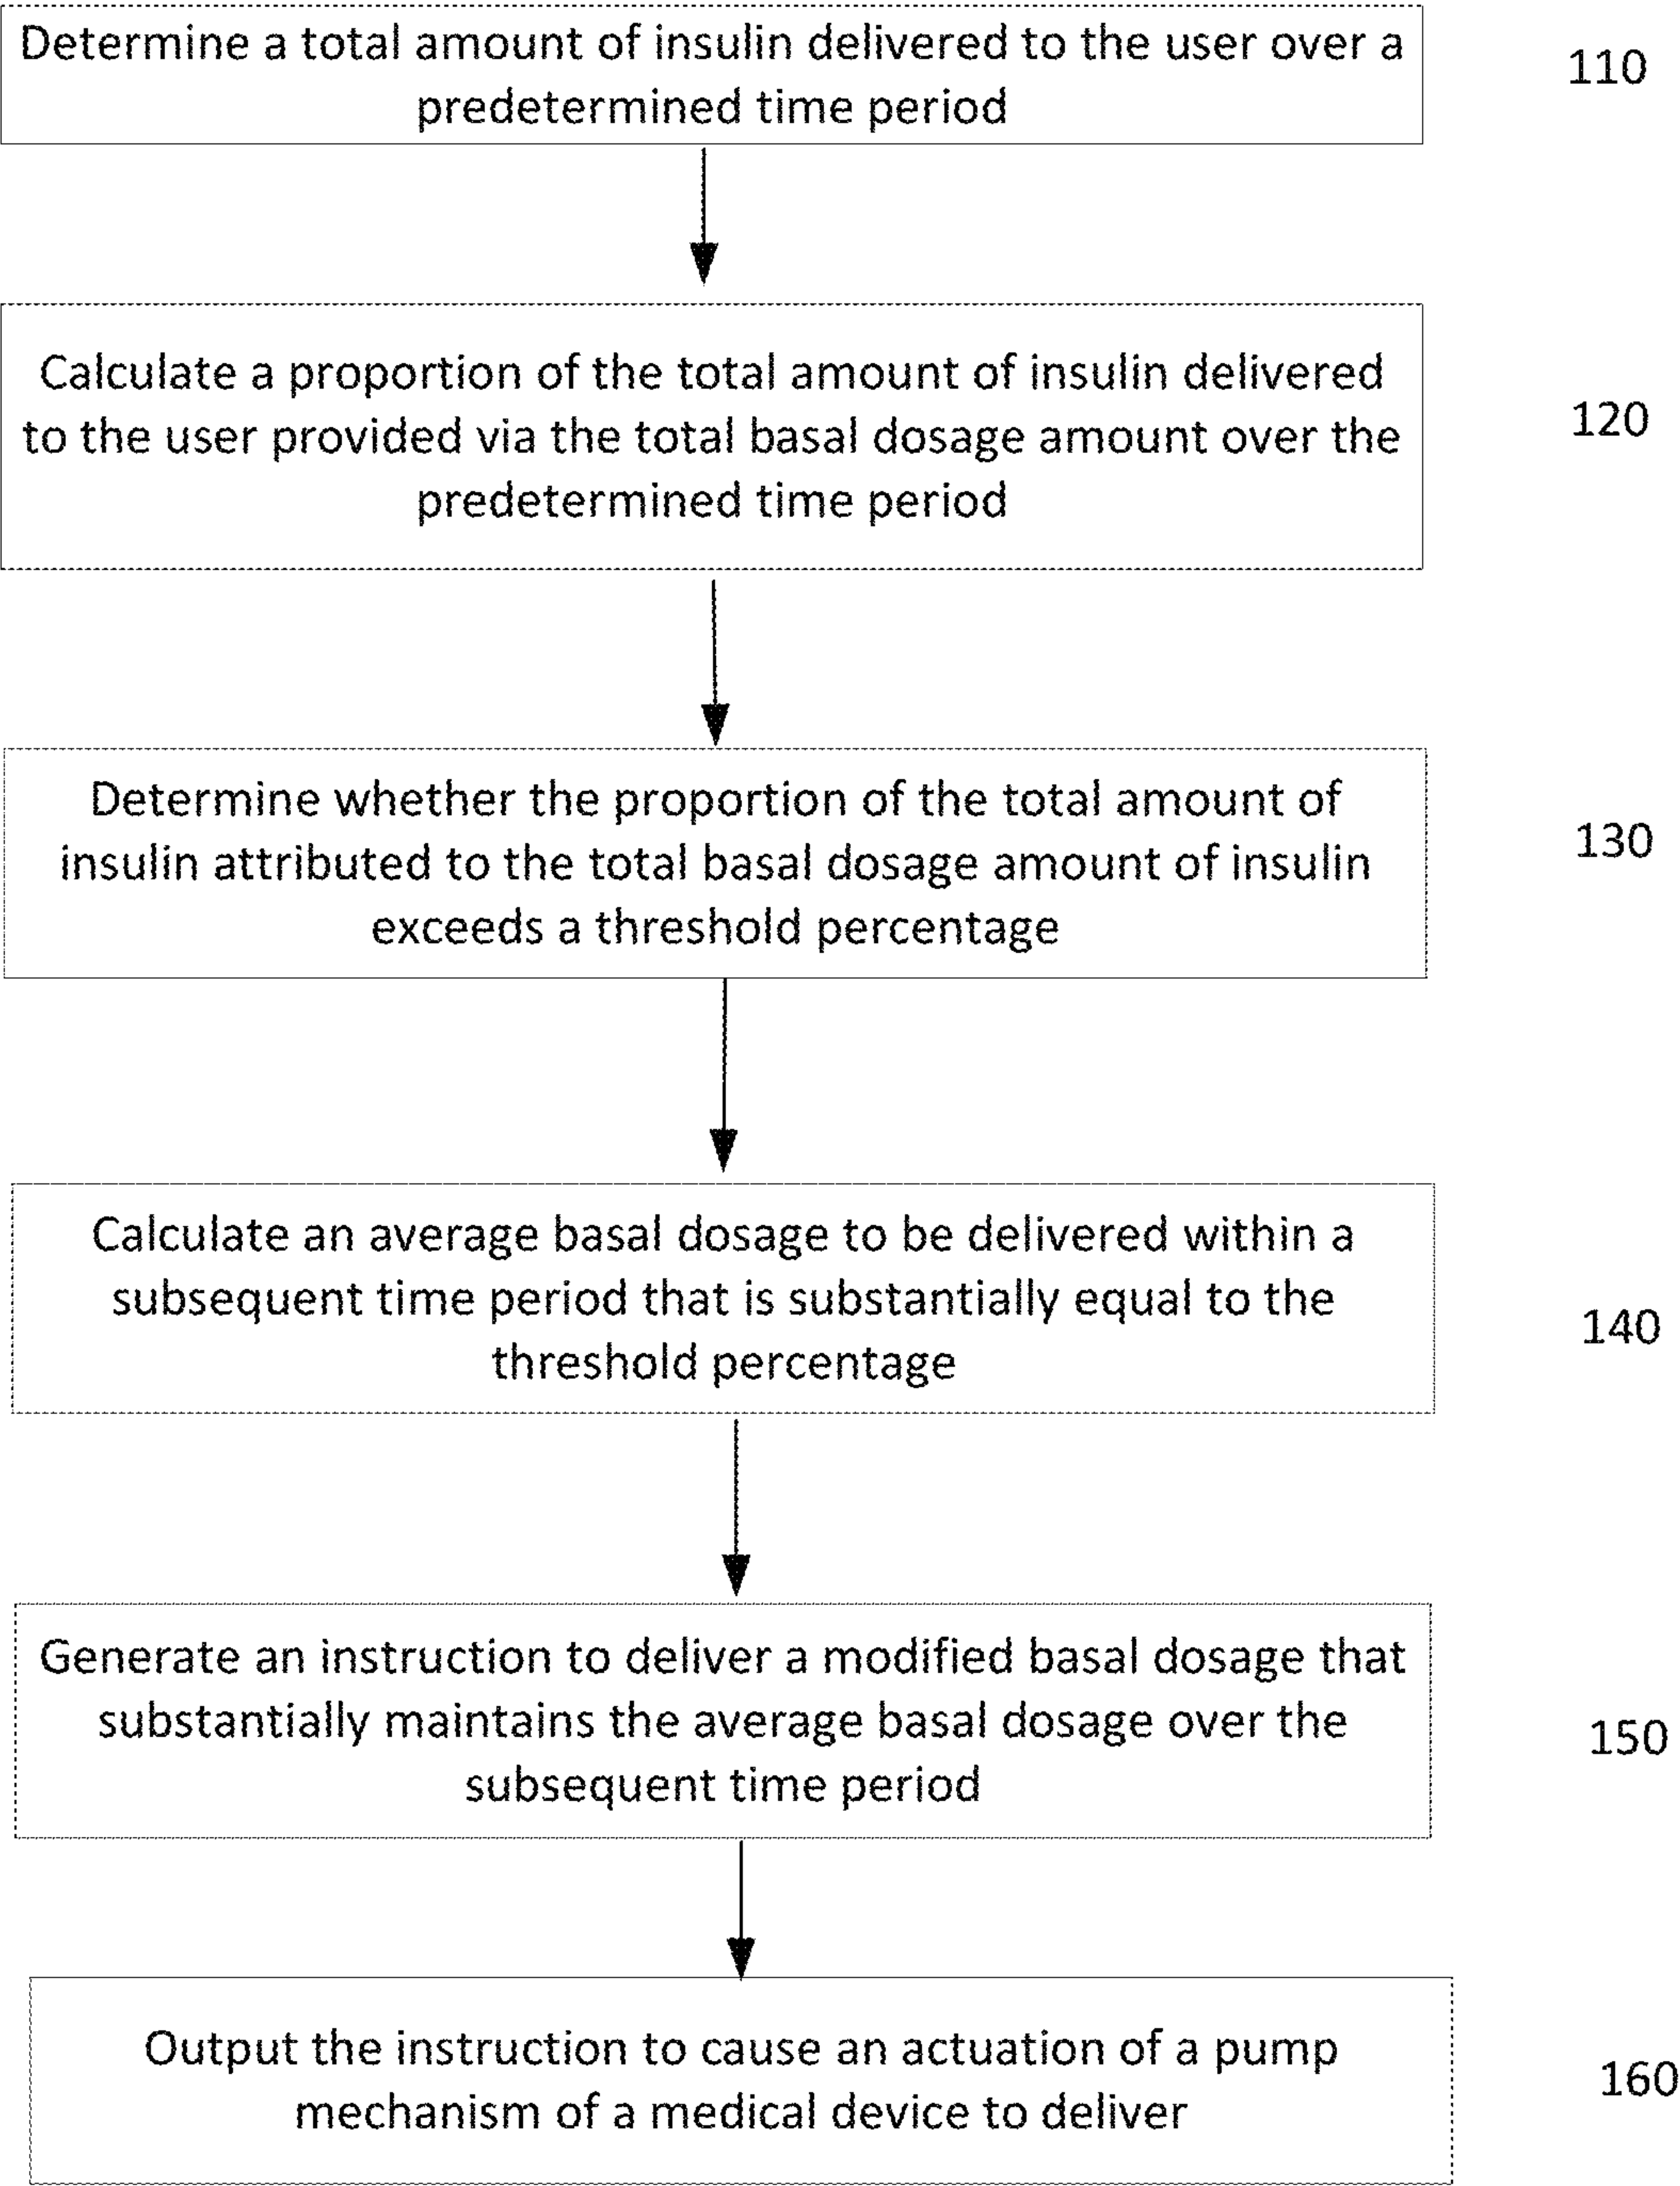 Determine a total amount of insulin delivered to the user over a
predetermined time period
110
Calculate a proportion of the total amount of insulin delivered
to the user provided via the total basal dosage amount over the
predetermined time period
120
Determine whether the proportion of the total amount of
insulin attributed to the total basal dosage amount of insulin
exceeds a threshold percentage
130
Calculate an average basal dosage to be delivered within a
subsequent time period that is substantially equal to the
threshold percentage
140
Generate an instruction to deliver a modified basal dosage that
substantially maintains the average basal dosage over the
subsequent time period
150
Output the instruction to cause an actuation of a pump
mechanism of a medical device to deliver
160